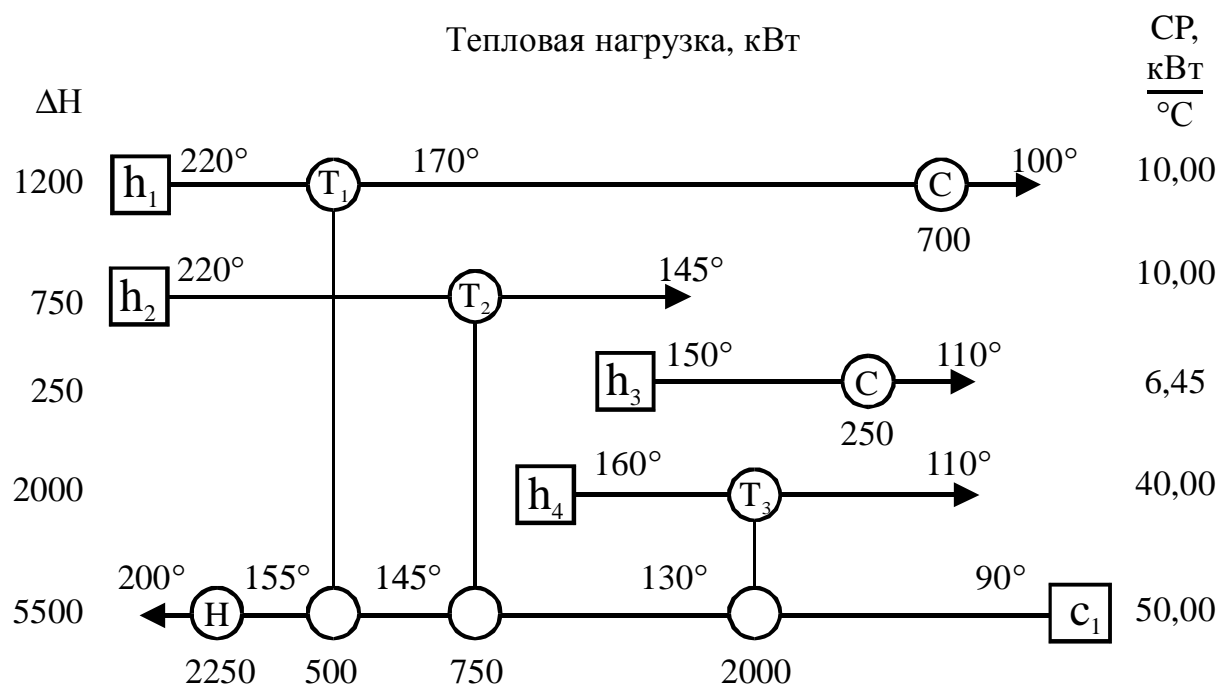 Тепловая нагрузка, кВт
CP,
кВт
°C
ΔH
1200 h₁ 220° T₁ 170° C 100° 10,00
700
750 h₂ 220° T₂ 145° 10,00
250 h₃ 150° C 110° 6,45
250
2000 h₄ 160° T₃ 110° 40,00
200° 155° 145° 130° 90°
5500 H c₁ 50,00
2250 500 750 2000